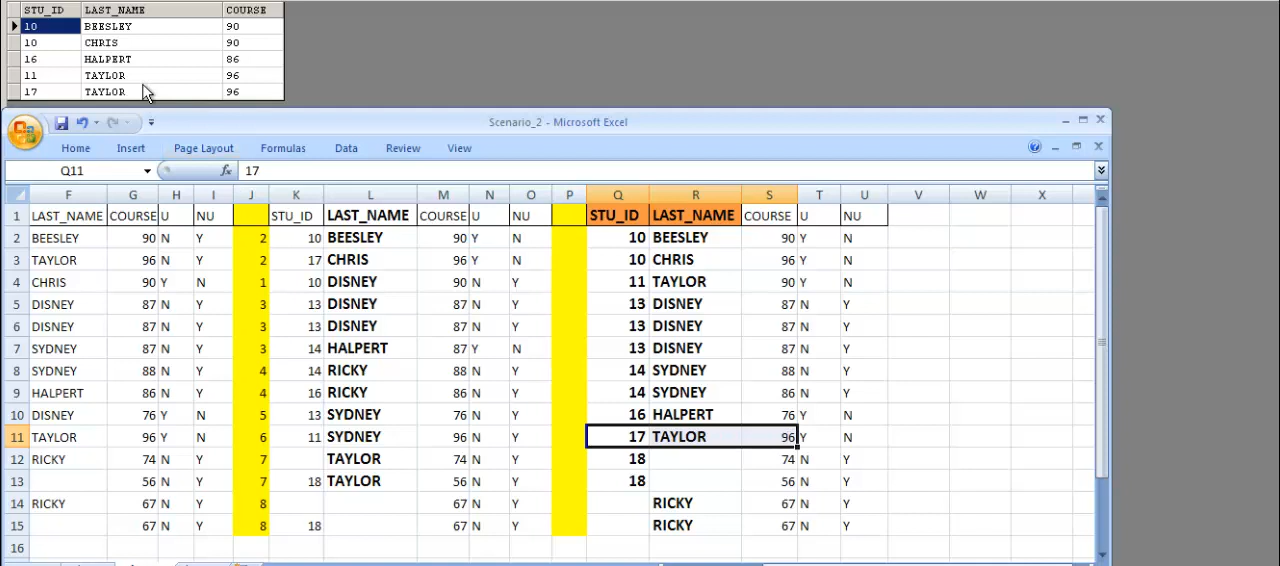 STU_ID LAST_NAME COURSE
10 BEESLEY 90
10 CHRIS 90
16 HALPERT 86
11 TAYLOR 96
17 TAYLOR 96
Scenario_2 - Microsoft Excel
Home Insert Page Layout Formulas Data Review View
Q11 fx 17
F G H I J K L M N O P Q R S T U V W X
1 LAST_NAME COURSE U NU STU_ID LAST_NAME COURSE U NU STU_ID LAST_NAME COURSE U NU
2 BEESLEY 90 N Y 2 10 BEESLEY 90 Y N 10 BEESLEY 90 Y N
3 TAYLOR 96 N Y 2 17 CHRIS 96 Y N 10 CHRIS 96 Y N
4 CHRIS 90 Y N 1 10 DISNEY 90 N Y 11 TAYLOR 90 Y N
5 DISNEY 87 N Y 3 13 DISNEY 87 N Y 13 DISNEY 87 N Y
6 DISNEY 87 N Y 3 13 DISNEY 87 N Y 13 DISNEY 87 N Y
7 SYDNEY 87 N Y 3 14 HALPERT 87 Y N 13 DISNEY 87 N Y
8 SYDNEY 88 N Y 4 14 RICKY 88 N Y 14 SYDNEY 88 N Y
9 HALPERT 86 N Y 4 16 RICKY 86 N Y 14 SYDNEY 86 N Y
10 DISNEY 76 Y N 5 13 SYDNEY 76 N Y 16 HALPERT 76 Y N
11 TAYLOR 96 Y N 6 11 SYDNEY 96 N Y 17 TAYLOR 96 Y N
12 RICKY 74 N Y 7 TAYLOR 74 N Y 18 74 N Y
13 56 N Y 7 18 TAYLOR 56 N Y 18 56 N Y
14 RICKY 67 N Y 8 67 N Y RICKY 67 N Y
15 67 N Y 8 18 67 N Y RICKY 67 N Y
16